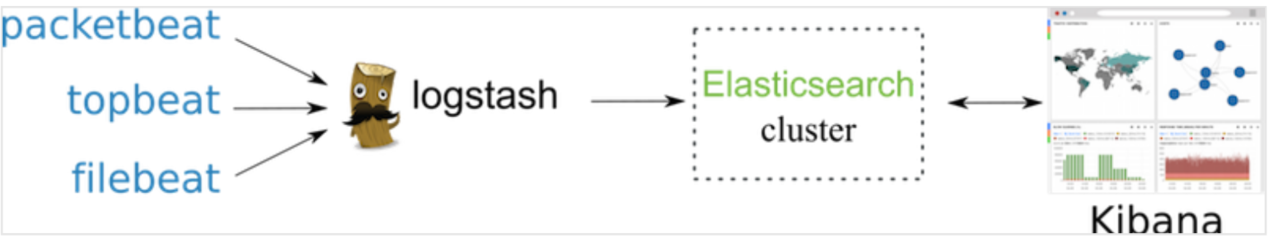 packetbeat
topbeat
filebeat
logstash
Elasticsearch
cluster
Kibana